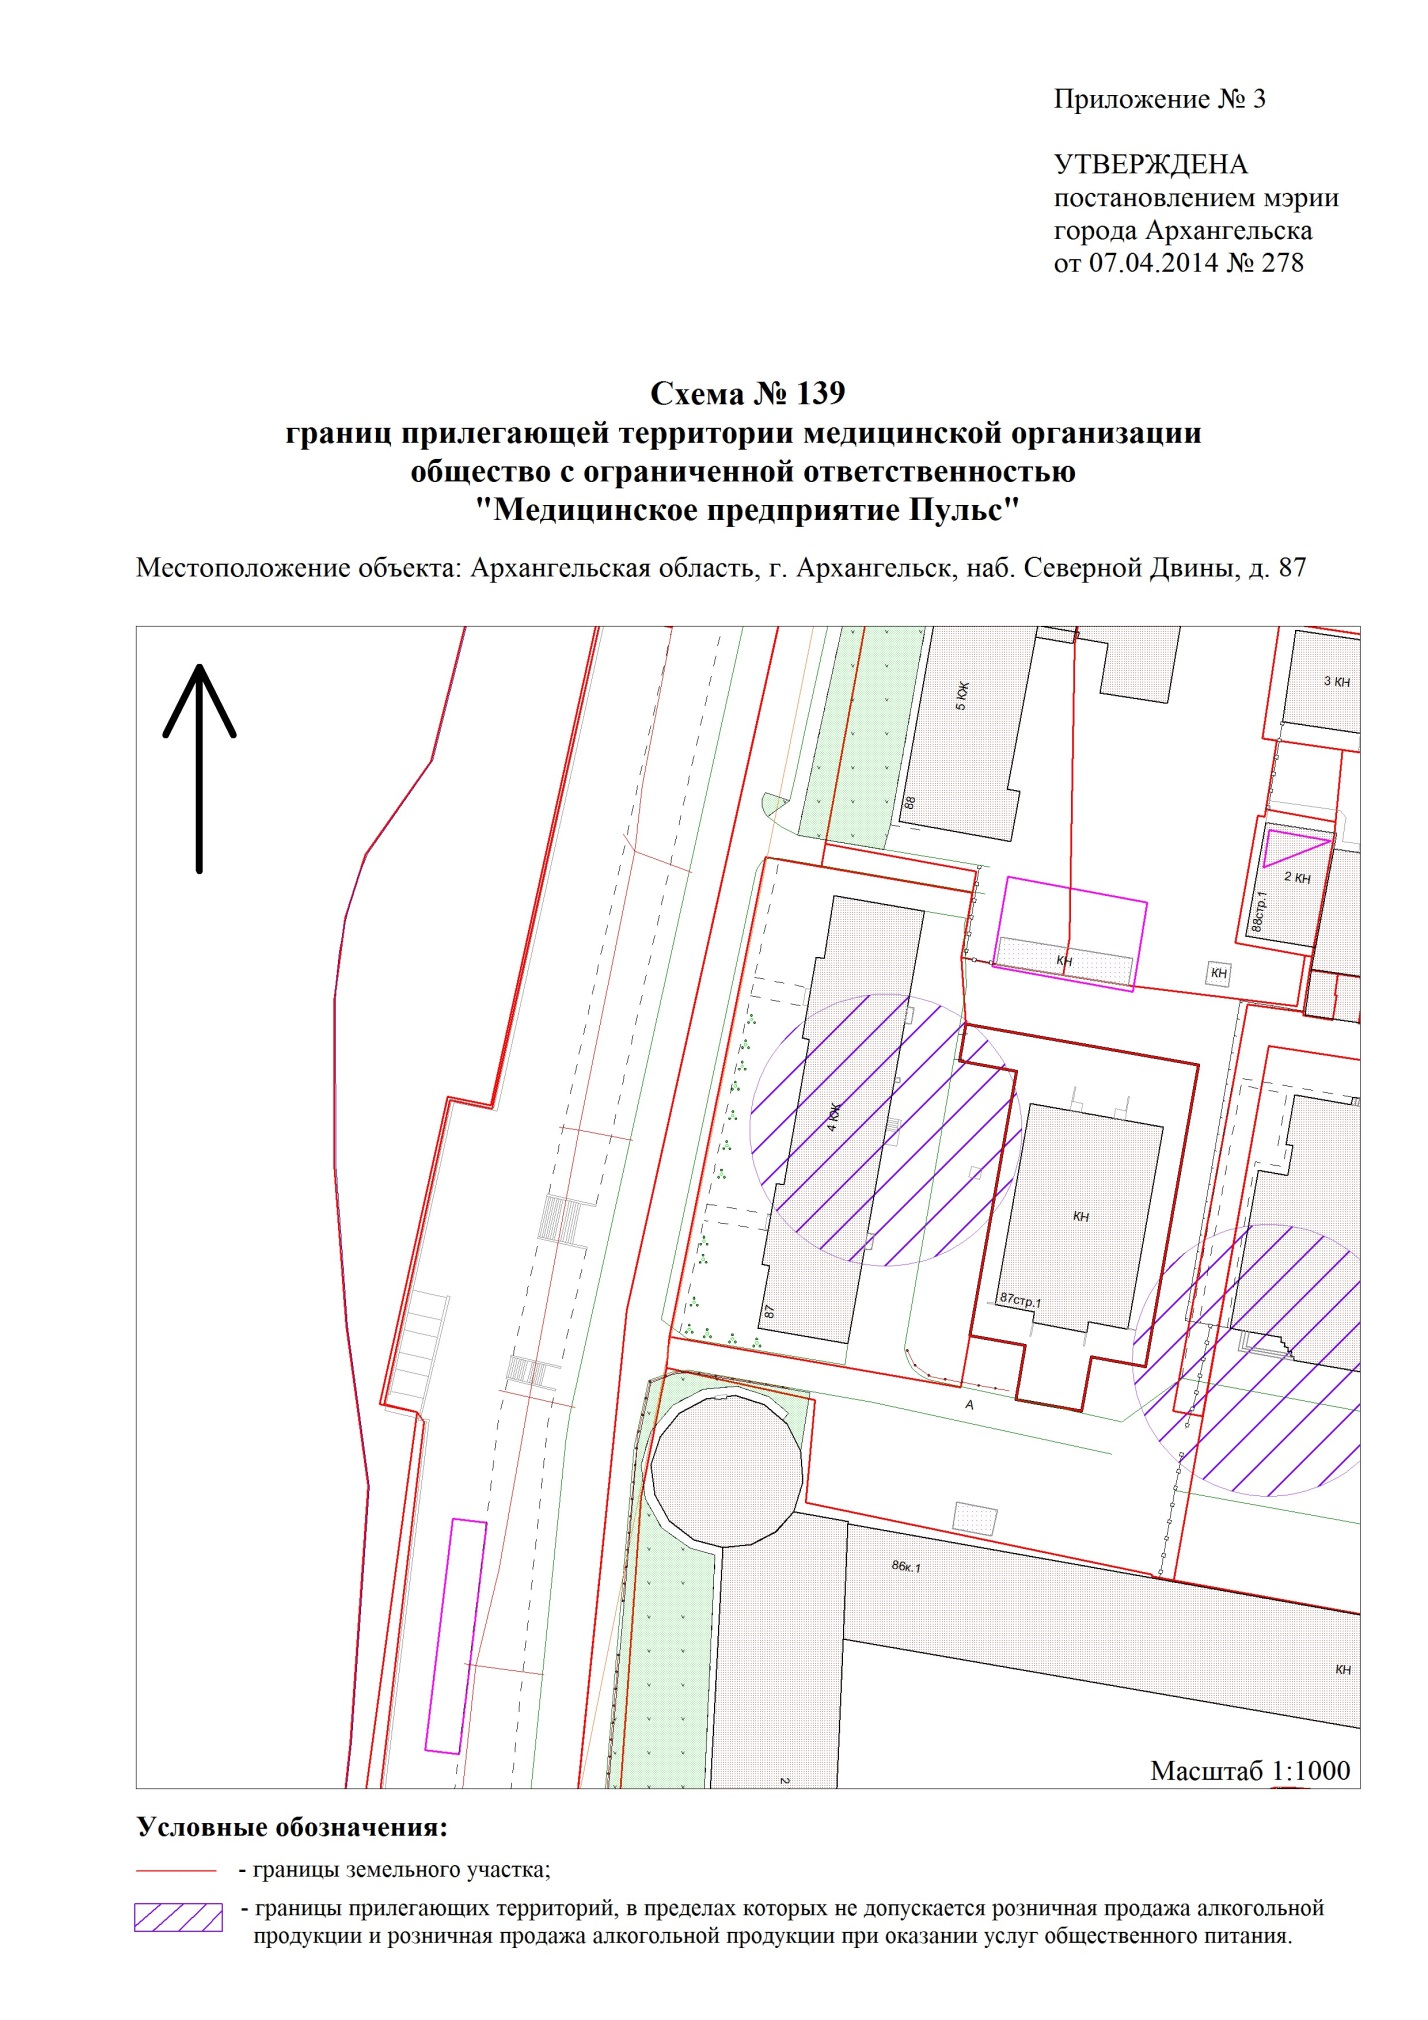 Приложение № 3
УТВЕРЖДЕНА
постановлением мэрии
города Архангельска
от 07.04.2014 № 278
Схема № 139
границ прилегающей территории медицинской организации
общество с ограниченной ответственностью
"Медицинское предприятие Пульс"
Местоположение объекта: Архангельская область, г. Архангельск, наб. Северной Двины, д. 87
3 КН
5 КЖ
88
2 КН
88стр.1
КН
КН
4 КЖ
КН
87стр.1
87
А
86к.1
КН
2
Масштаб 1:1000
Условные обозначения:
- границы земельного участка;
- границы прилегающих территорий, в пределах которых не допускается розничная продажа алкогольной
продукции и розничная продажа алкогольной продукции при оказании услуг общественного питания.